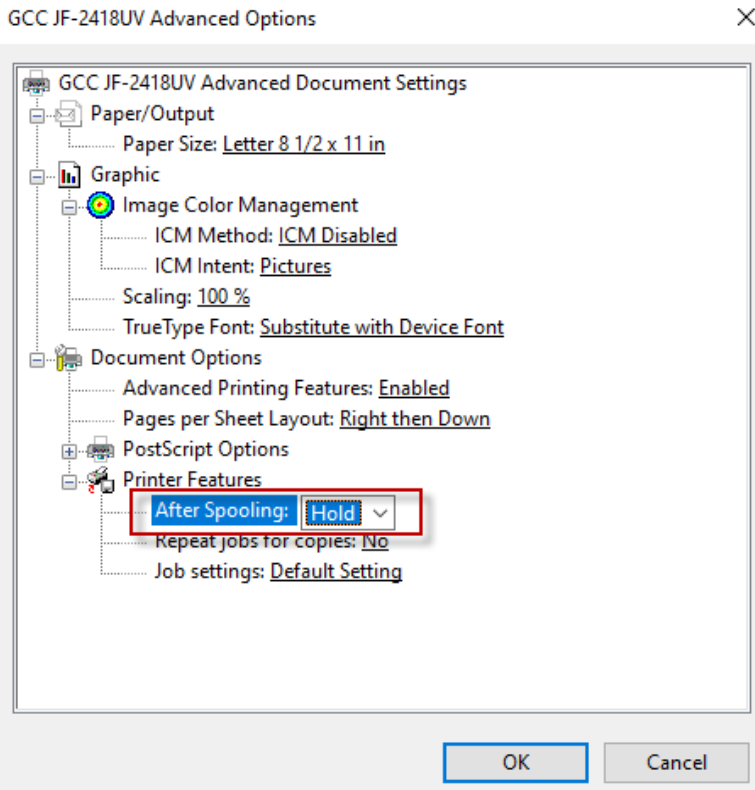 GCC JF-2418UV Advanced Options
GCC JF-2418UV Advanced Document Settings
Paper/Output
Paper Size: Letter 8 1/2 x 11 in
Graphic
Image Color Management
ICM Method: ICM Disabled
ICM Intent: Pictures
Scaling: 100 %
TrueType Font: Substitute with Device Font
Document Options
Advanced Printing Features: Enabled
Pages per Sheet Layout: Right then Down
PostScript Options
Printer Features
After Spooling: Hold
Repeat jobs for copies: No
Job settings: Default Setting
OK Cancel